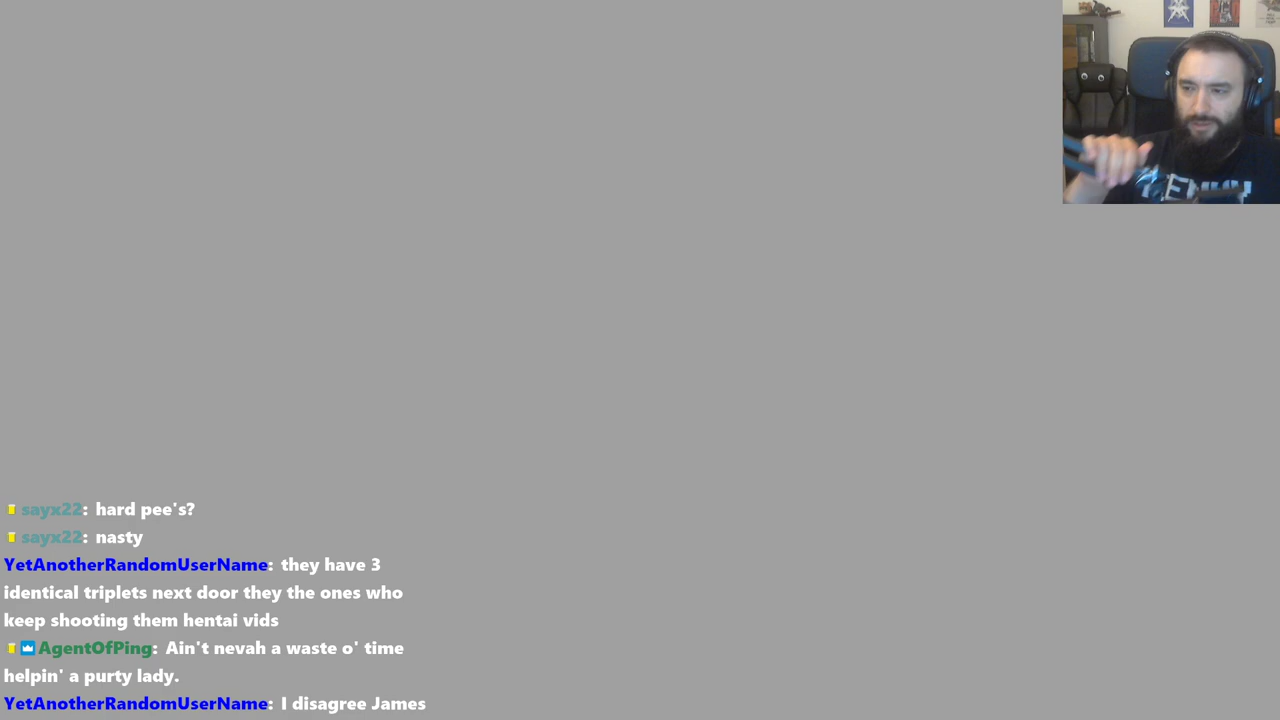 sayx22: hard pee's?
sayx22: nasty
YetAnotherRandomUserName: they have 3
identical triplets next door they the ones who
keep shooting them hentai vids
AgentOfPing: Ain't nevah a waste o' time
helpin' a purty lady.
YetAnotherRandomUserName: I disagree James